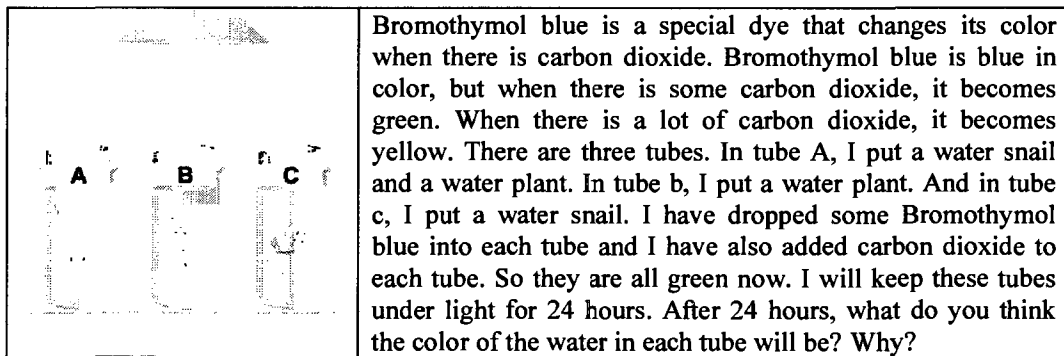 A B C
Bromothymol blue is a special dye that changes its color
when there is carbon dioxide. Bromothymol blue is blue in
color, but when there is some carbon dioxide, it becomes
green. When there is a lot of carbon dioxide, it becomes
yellow. There are three tubes. In tube A, I put a water snail
and a water plant. In tube b, I put a water plant. And in tube
c, I put a water snail. I have dropped some Bromothymol
blue into each tube and I have also added carbon dioxide to
each tube. So they are all green now. I will keep these tubes
under light for 24 hours. After 24 hours, what do you think
the color of the water in each tube will be? Why?